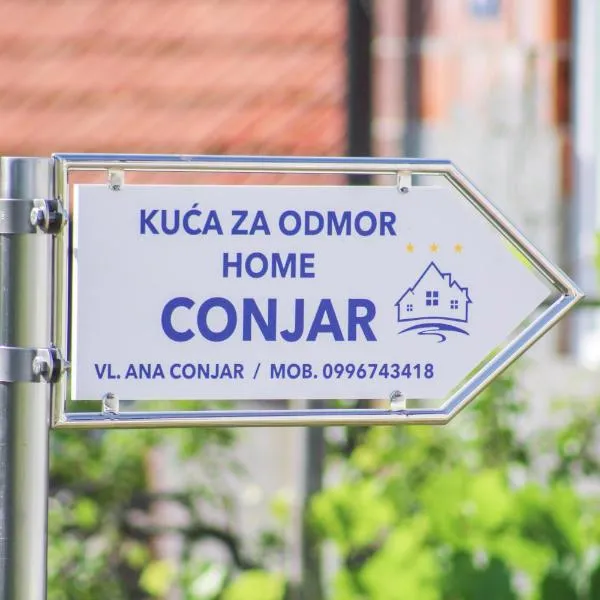 KUĆA ZA ODMOR
HOME
CONJAR
VL. ANA CONJAR / MOB. 0996743418